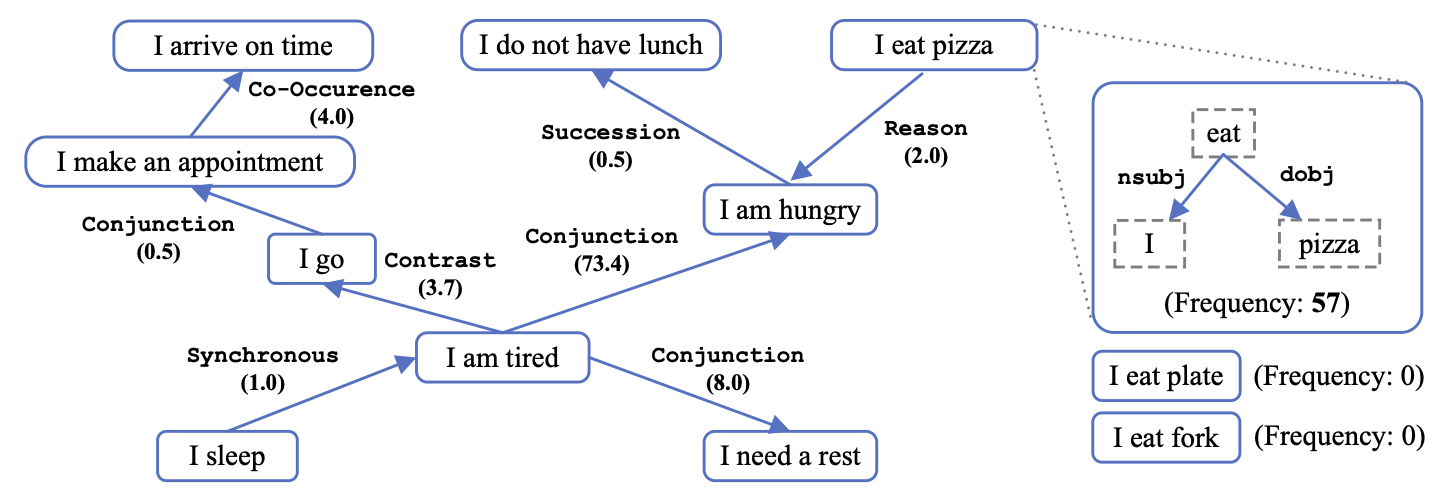 I arrive on time
I do not have lunch
I eat pizza
Co-Occurence
(4.0)
eat
Succession
(0.5)
Reason
(2.0)
I make an appointment
nsubj
dobj
I am hungry
Conjunction
(0.5)
Conjunction
(73.4)
I
pizza
I go
Contrast
(3.7)
(Frequency: 57)
Synchronous
(1.0)
I am tired
Conjunction
(8.0)
I eat plate (Frequency: 0)
I eat fork (Frequency: 0)
I sleep
I need a rest